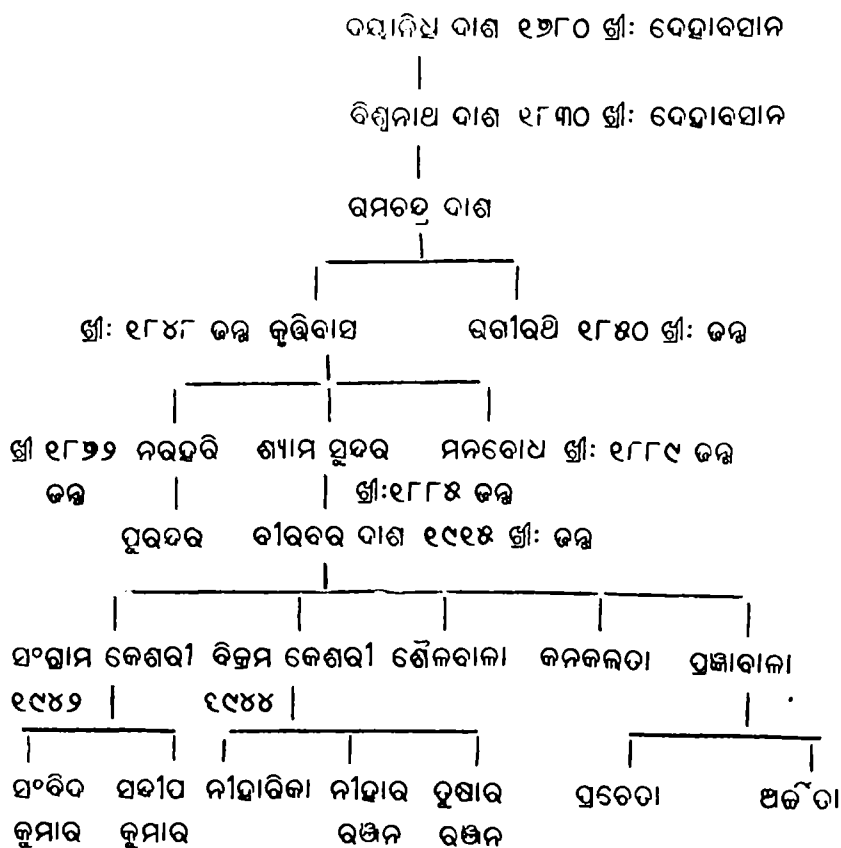 ଦୟାନିଧି ଦାଶ ୧୭୮୦ ଖ୍ରୀ: ଦେହାବସାନ
ବିଶ୍ୱନାଥ ଦାଶ ୧୮୩୦ ଖ୍ରୀ: ଦେହାବସାନ
ରାମଚନ୍ଦ୍ର ଦାଶ
ଖ୍ରୀ: ୧୮୪୮ ଜନ୍ମ କୃତ୍ତିବାସ ଭଗୀରଥି ୧୮୫୦ ଖ୍ରୀ: ଜନ୍ମ
ଖ୍ରୀ ୧୮୭୨ ନରହରି ଶ୍ୟାମ ସୁନ୍ଦର ମନବୋଧ ଖ୍ରୀ: ୧୮୮୯ ଜନ୍ମ
ଜନ୍ମ ଖ୍ରୀ:୧୮୮୫ ଜନ୍ମ
ପୁରନ୍ଦର ବୀରବର ଦାଶ ୧୯୧୫ ଖ୍ରୀ: ଜନ୍ମ
ସଂଗ୍ରାମ କେଶରୀ ବିକ୍ରମ କେଶରୀ ଶୈଳବାଳା କନକଲତା ପ୍ରଜ୍ଞାବାଳା
୧୯୪୨ ୧୯୪୪
ସଂବିଦ ସନ୍ଦୀପ ନୀହାରିକା ନୀହାର ତୁଷାର ପ୍ରଚେତା ଅର୍ଚ୍ଚିତା
କୁମାର କୁମାର ରଞ୍ଜନ ରଞ୍ଜନ